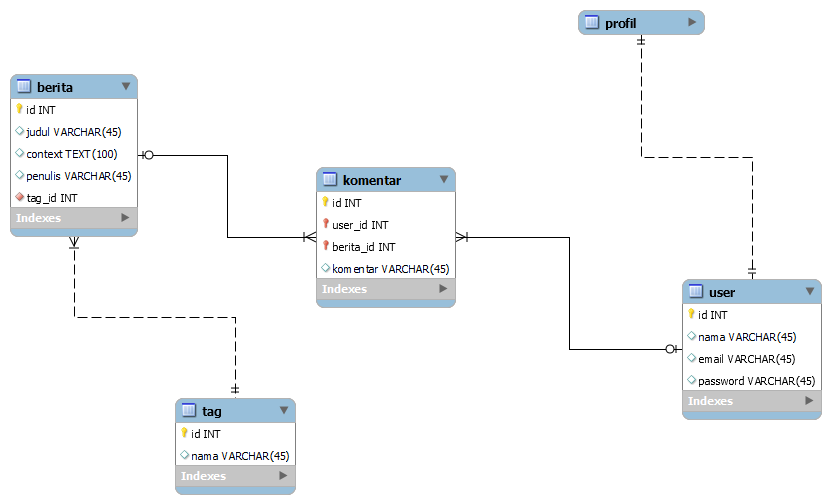 profil
berita
id INT
judul VARCHAR(45)
context TEXT(100)
penulis VARCHAR(45)
tag_id INT
Indexes
komentar
id INT
user_id INT
berita_id INT
komentar VARCHAR(45)
Indexes
user
id INT
nama VARCHAR(45)
email VARCHAR(45)
password VARCHAR(45)
Indexes
tag
id INT
nama VARCHAR(45)
Indexes